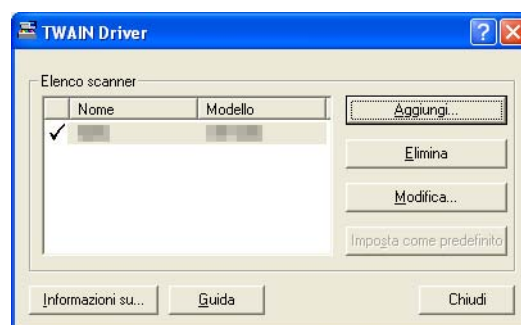 TWAIN Driver
Elenco scanner
Nome Modello
Aggiungi...
Elimina
Modifica...
Imposta come predefinito
Informazioni su... Guida Chiudi